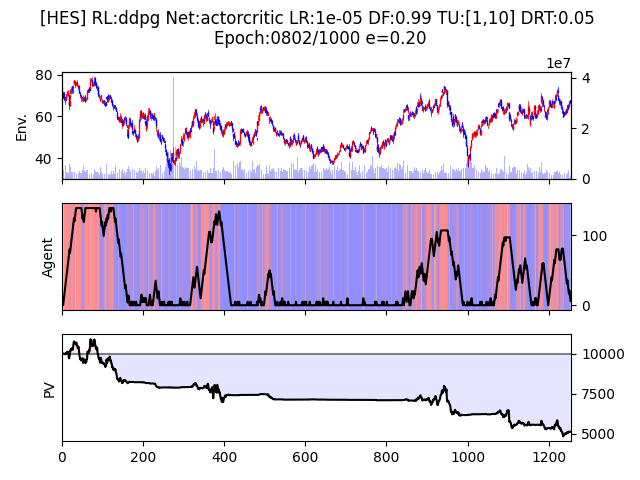 [HES] RL:ddpg Net:actorcritic LR:1e-05 DF:0.99 TU:[1,10] DRT:0.05
Epoch:0802/1000 e=0.20
1e7
80
60
40
Env.
4
2
0
Agent
100
0
PV
10000
7500
5000
0 200 400 600 800 1000 1200